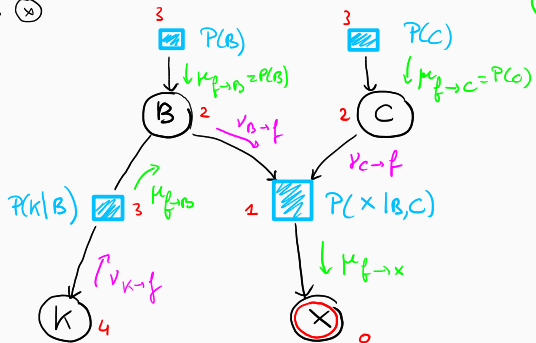 x
3
P(B)
3
P(C)
μf→B = P(B)
μf→C = P(C)
B
2
νB→f
2
C
νC→f
P(K|B)
3
μf→B
1
P(X|B,C)
νK→f
μf→x
K
4
X
0